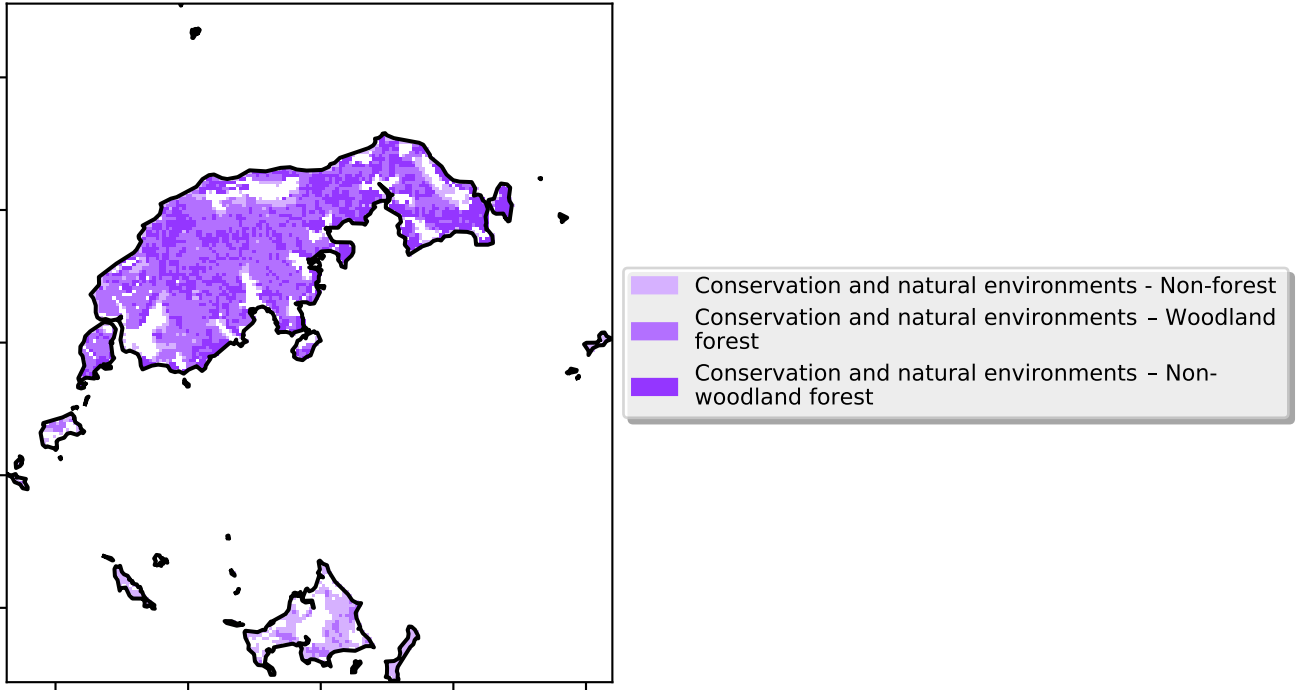 Conservation and natural environments - Non-forest
Conservation and natural environments – Woodland
forest
Conservation and natural environments – Non-
woodland forest